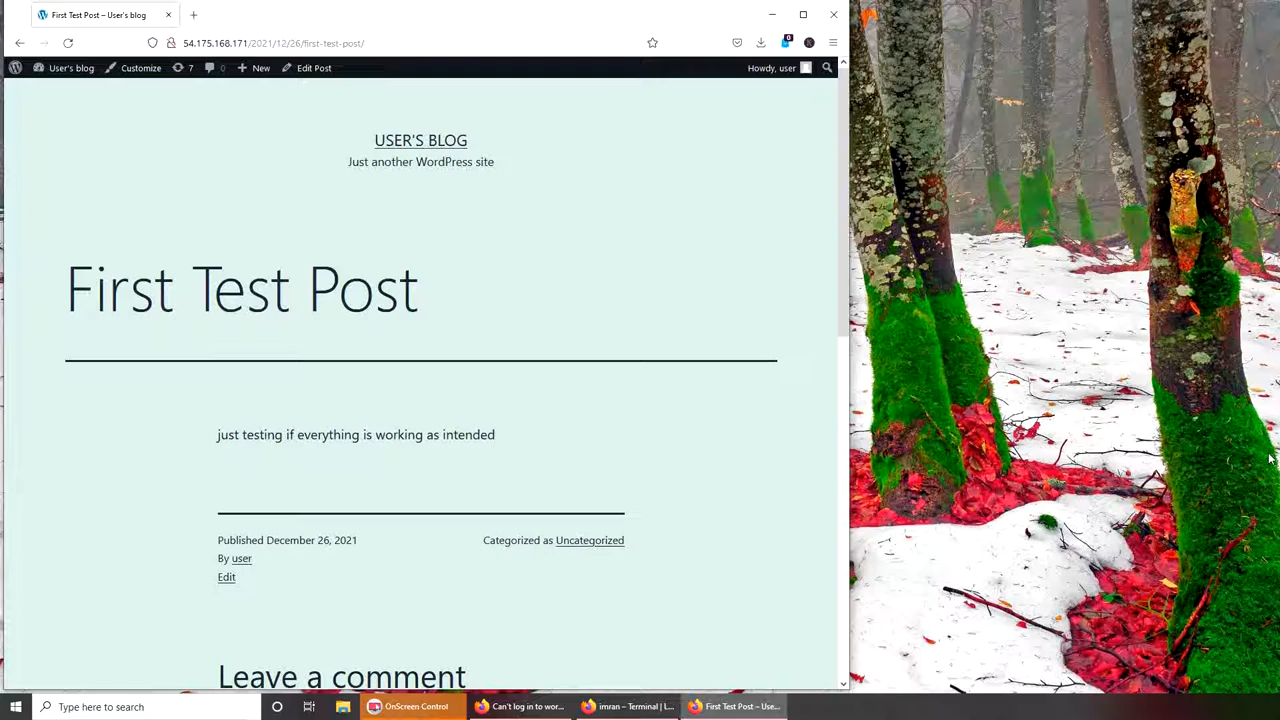 First Test Post – User's blog
54.175.168.171/2021/12/26/first-test-post/
0
User's blog Customize 7 0 New Edit Post Howdy, user
USER'S BLOG
Just another WordPress site
First Test Post
just testing if everything is working as intended
Published December 26, 2021 Categorized as Uncategorized
By user
Edit
Leave a comment
Type here to search OnScreen Control Can't log in to wor... imran – Terminal | L... First Test Post – Use...